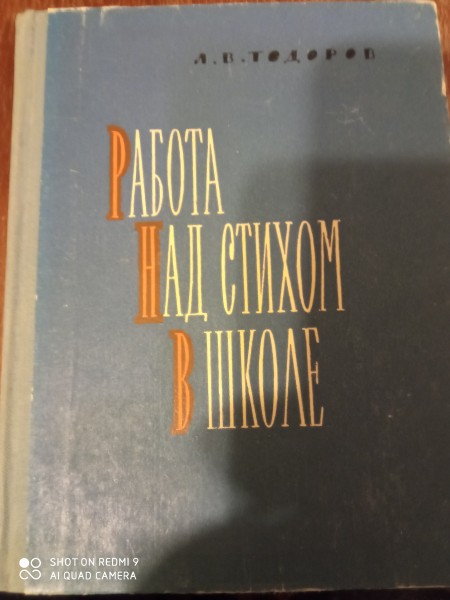 Л.В.ТОДОРОВ
РАБОТА
НАД СТИХОМ
В ШКОЛЕ
SHOT ON REDMI 9
AI QUAD CAMERA